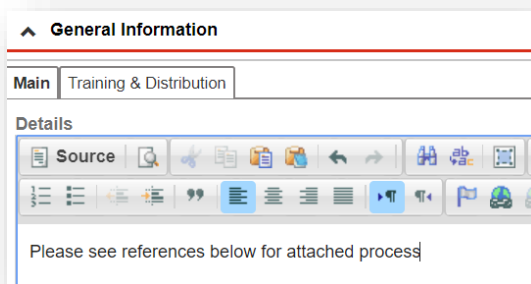 General Information
Main Training & Distribution
Details
Source
Please see references below for attached process